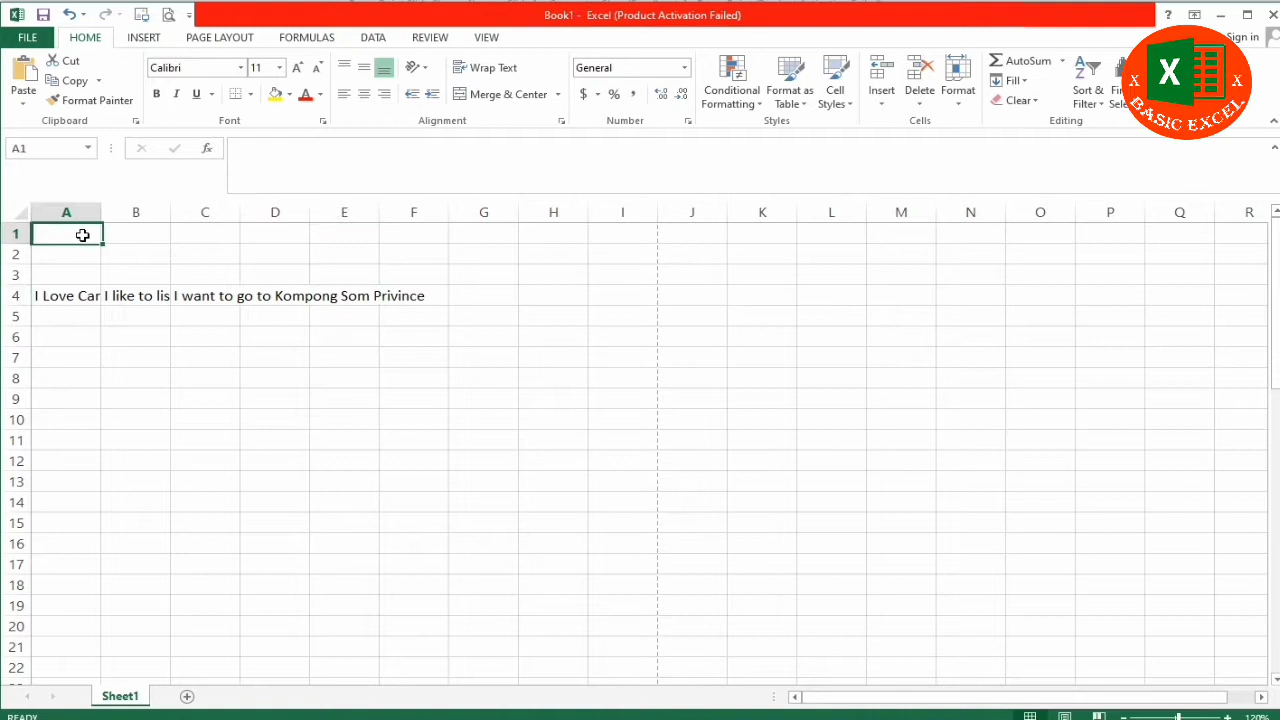 Book1 - Excel (Product Activation Failed)
?
FILE HOME INSERT PAGE LAYOUT FORMULAS DATA REVIEW VIEW
Sign in
Paste
Cut
Copy
Format Painter
Clipboard
Calibri 11
B I U
Font
Wrap Text
Merge & Center
Alignment
General
$ % ,
Number
Conditional Formatting
Format as Table
Cell Styles
Styles
Insert Delete Format
Cells
AutoSum
Fill
Clear
Sort & Filter
Editing
X X X
BASIC EXCEL
A1
fx
A B C D E F G H I J K L M N O P Q R
1
2
3
4 I Love Car I like to lis I want to go to Kompong Som Privince
5
6
7
8
9
10
11
12
13
14
15
16
17
18
19
20
21
22
Sheet1
READY
120%